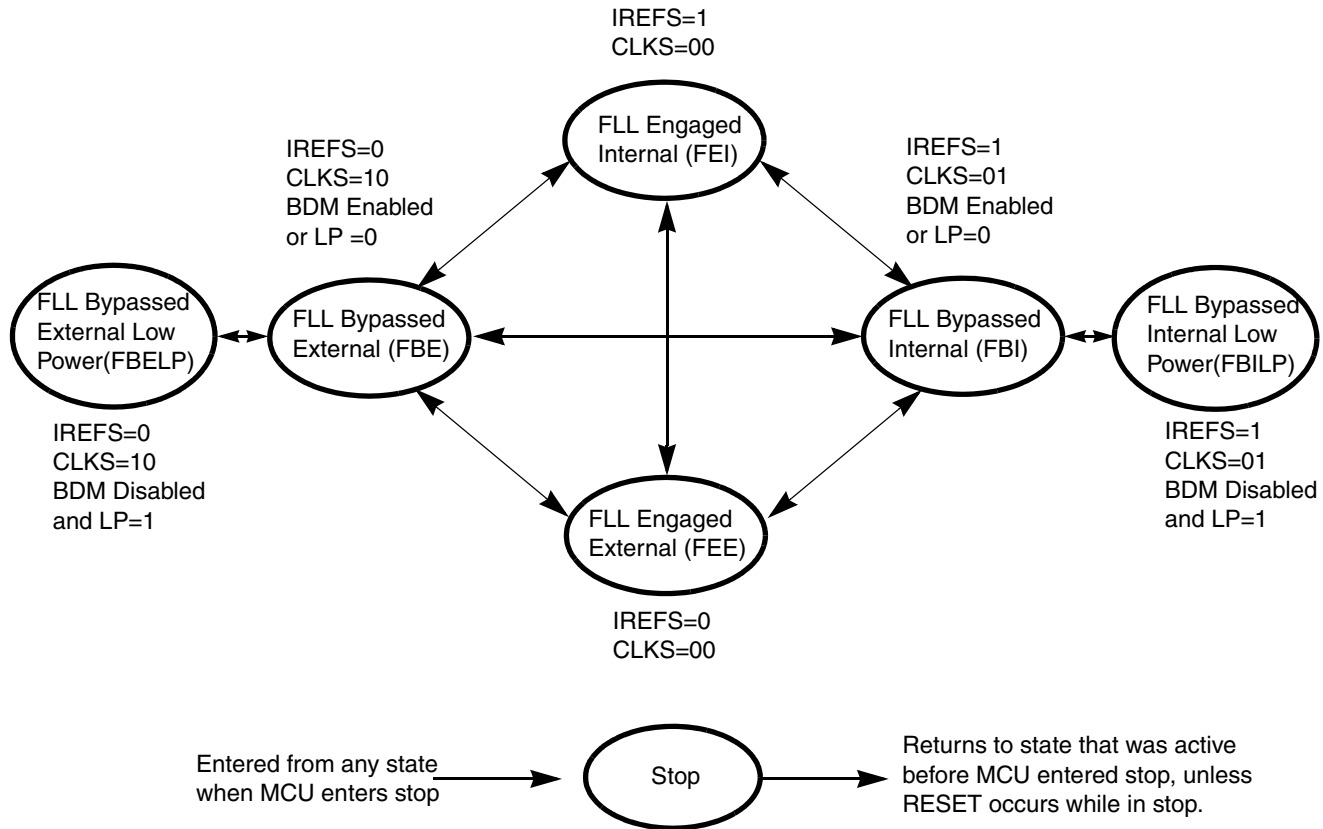 IREFS=1
CLKS=00
FLL Engaged
Internal (FEI)
IREFS=0
CLKS=10
BDM Enabled
or LP =0
IREFS=1
CLKS=01
BDM Enabled
or LP=0
FLL Bypassed
External Low
Power(FBELP)
FLL Bypassed
External (FBE)
FLL Bypassed
Internal (FBI)
FLL Bypassed
Internal Low
Power(FBILP)
IREFS=0
CLKS=10
BDM Disabled
and LP=1
IREFS=1
CLKS=01
BDM Disabled
and LP=1
FLL Engaged
External (FEE)
IREFS=0
CLKS=00
Entered from any state
when MCU enters stop
Stop
Returns to state that was active
before MCU entered stop, unless
RESET occurs while in stop.